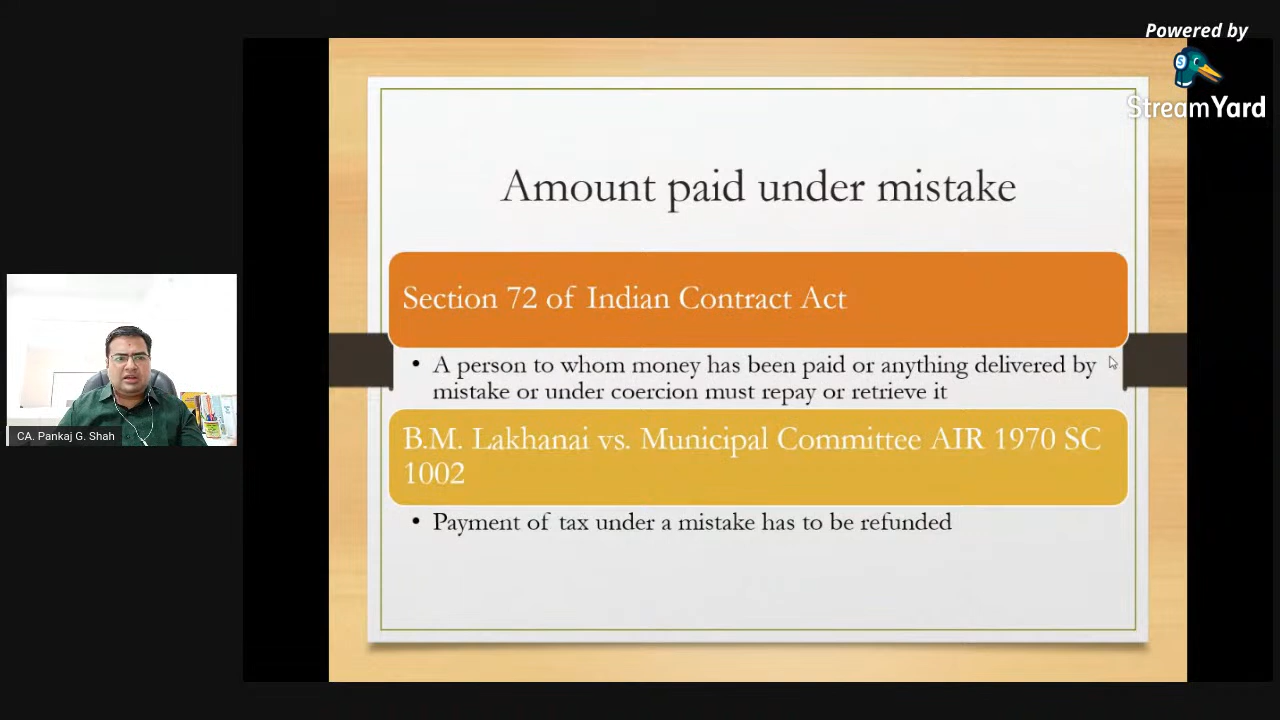 Powered by
StreamYard
Amount paid under mistake
Section 72 of Indian Contract Act
• A person to whom money has been paid or anything delivered by
mistake or under coercion must repay or retrieve it
B.M. Lakhanai vs. Municipal Committee AIR 1970 SC
1002
• Payment of tax under a mistake has to be refunded
CA. Pankaj G. Shah